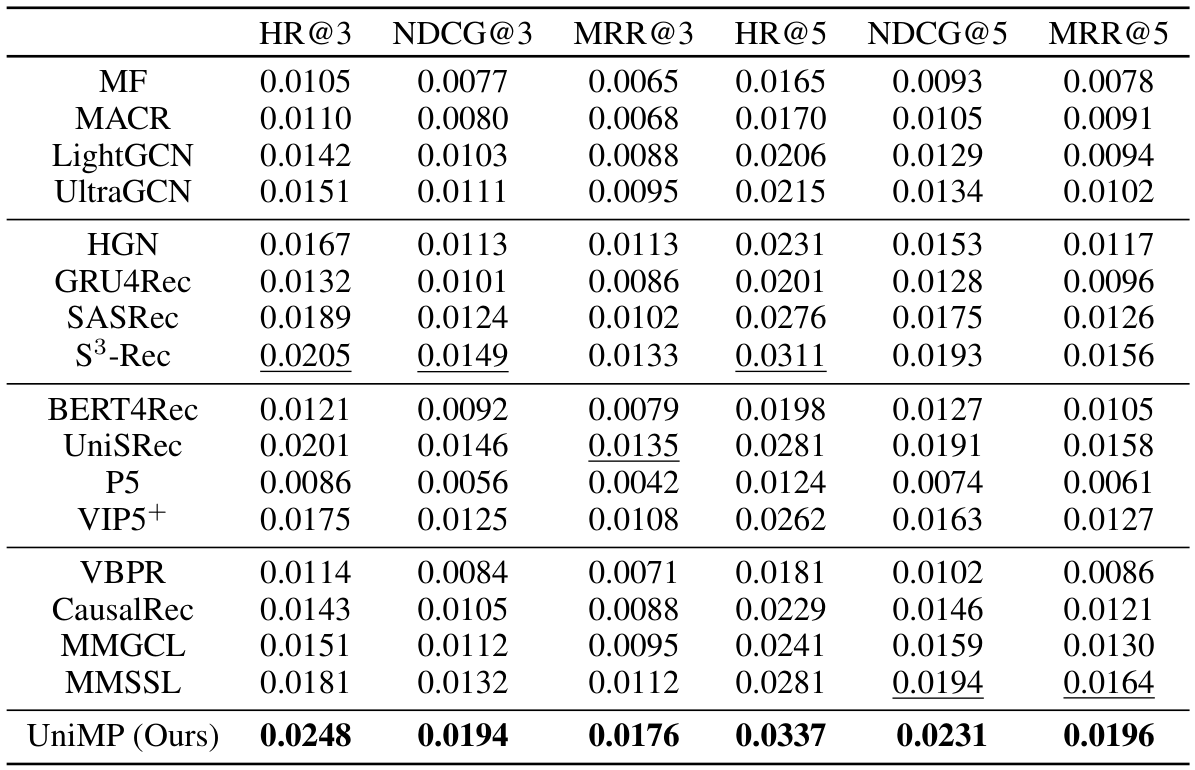 HR@3 NDCG@3 MRR@3 HR@5 NDCG@5 MRR@5
MF 0.0105 0.0077 0.0065 0.0165 0.0093 0.0078
MACR 0.0110 0.0080 0.0068 0.0170 0.0105 0.0091
LightGCN 0.0142 0.0103 0.0088 0.0206 0.0129 0.0094
UltraGCN 0.0151 0.0111 0.0095 0.0215 0.0134 0.0102
HGN 0.0167 0.0113 0.0113 0.0231 0.0153 0.0117
GRU4Rec 0.0132 0.0101 0.0086 0.0201 0.0128 0.0096
SASRec 0.0189 0.0124 0.0102 0.0276 0.0175 0.0126
S³-Rec 0.0205 0.0149 0.0133 0.0311 0.0193 0.0156
BERT4Rec 0.0121 0.0092 0.0079 0.0198 0.0127 0.0105
UniSRec 0.0201 0.0146 0.0135 0.0281 0.0191 0.0158
P5 0.0086 0.0056 0.0042 0.0124 0.0074 0.0061
VIP5⁺ 0.0175 0.0125 0.0108 0.0262 0.0163 0.0127
VBPR 0.0114 0.0084 0.0071 0.0181 0.0102 0.0086
CausalRec 0.0143 0.0105 0.0088 0.0229 0.0146 0.0121
MMGCL 0.0151 0.0112 0.0095 0.0241 0.0159 0.0130
MMSSL 0.0181 0.0132 0.0112 0.0281 0.0194 0.0164
UniMP (Ours) 0.0248 0.0194 0.0176 0.0337 0.0231 0.0196